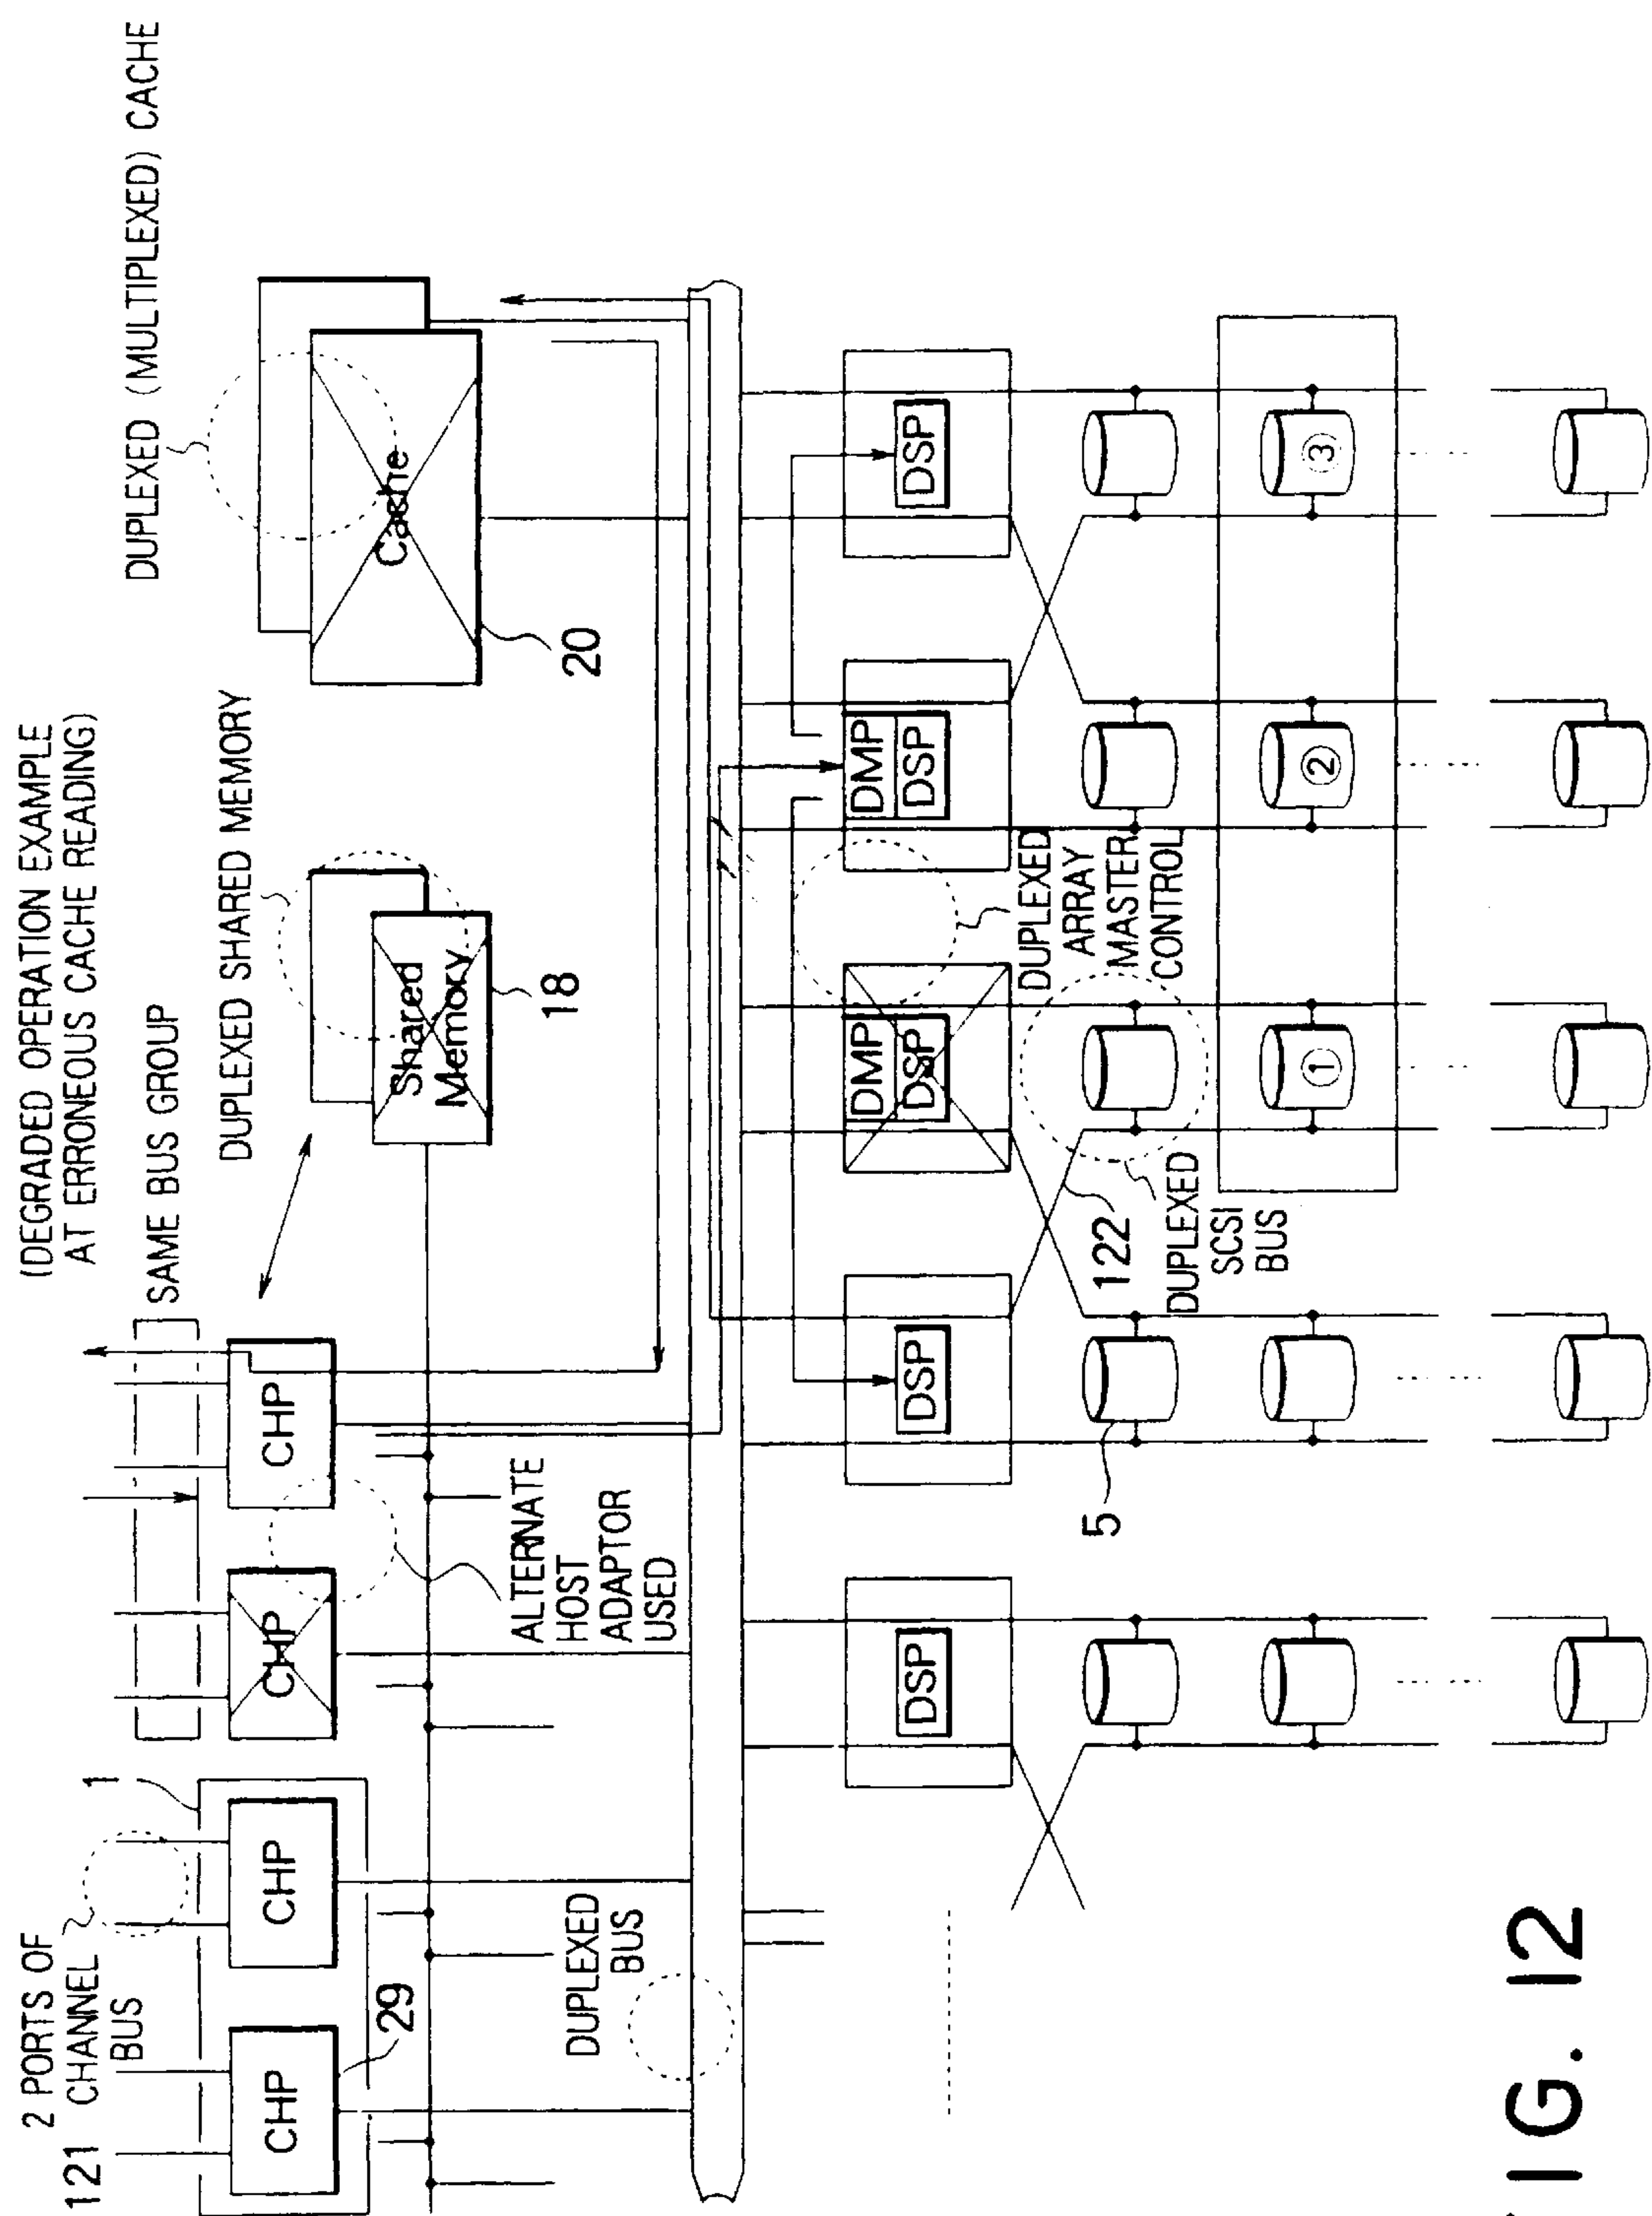 (DEGRADED OPERATION EXAMPLE
AT ERRONEOUS CACHE READING)
2 PORTS OF
121 CHANNEL
BUS
1
SAME BUS GROUP
DUPLEXED SHARED MEMORY
DUPLEXED (MULTIPLEXED) CACHE
CHP
CHP
CHP
CHP
29
Shared
Memory
18
Cache
20
ALTERNATE
HOST
ADAPTOR
USED
DUPLEXED
BUS
DSP
DSP
DMP
DSP
DMP
DSP
DSP
DUPLEXED
ARRAY
MASTER
CONTROL
5
122
DUPLEXED
SCSI
BUS
①
②
③
IG. 12